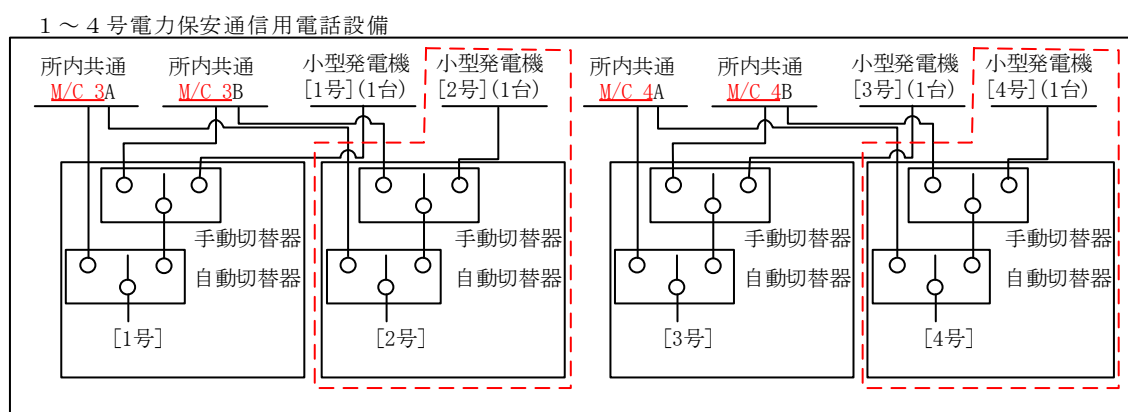 1~4号電力保安通信用電話設備
所内共通 所内共通 小型発電機 小型発電機 所内共通 所内共通 小型発電機 小型発電機
M/C 3A M/C 3B [1号](1台) [2号](1台) M/C 4A M/C 4B [3号](1台) [4号](1台)
手動切替器 手動切替器 手動切替器 手動切替器
自動切替器 自動切替器 自動切替器 自動切替器
[1号] [2号] [3号] [4号]